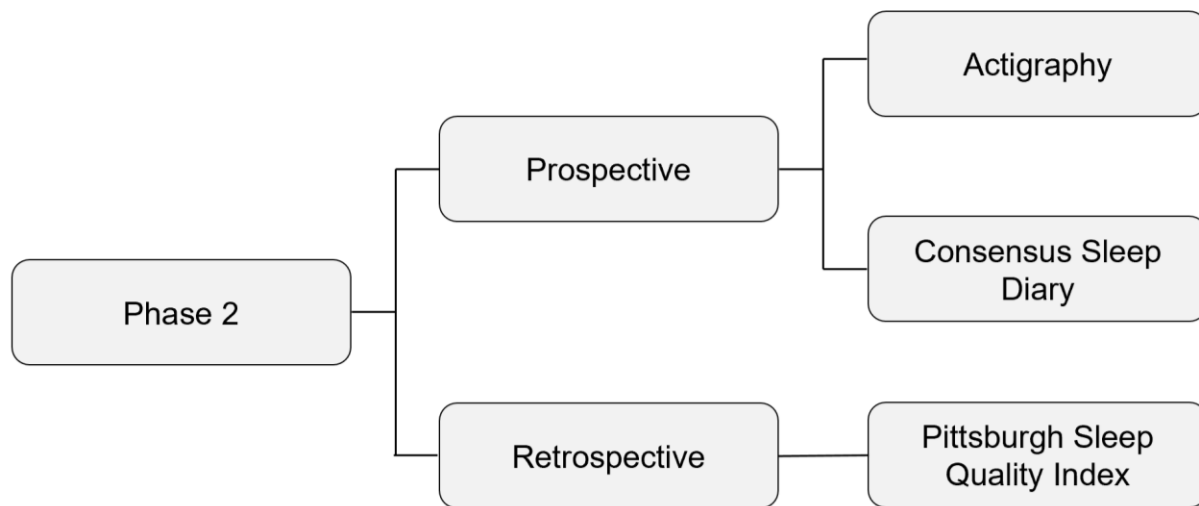 Phase 2
Prospective
Retrospective
Actigraphy
Consensus Sleep
Diary
Pittsburgh Sleep
Quality Index